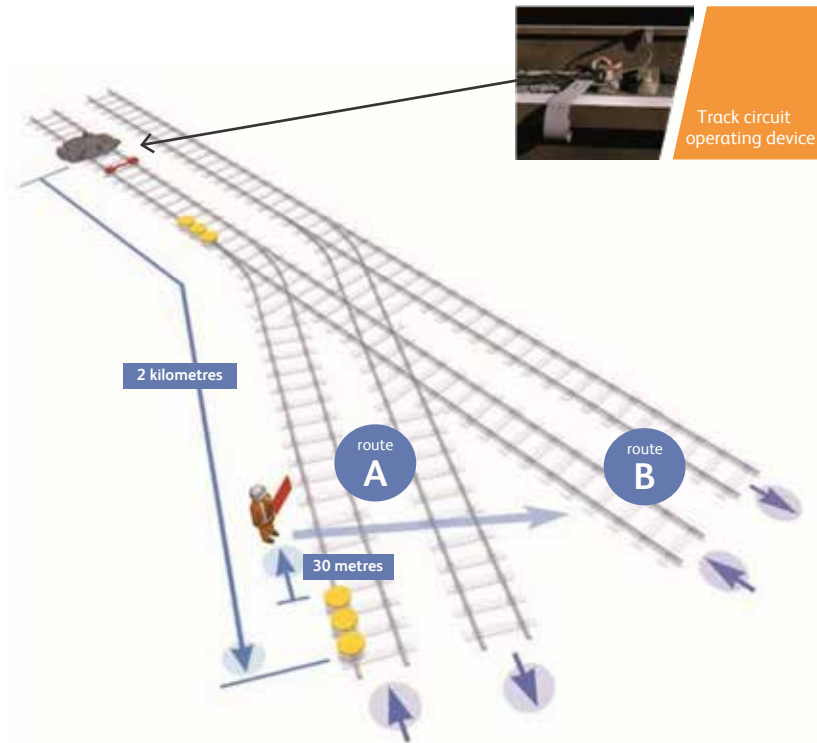 Track circuit
operating device
2 kilometres
route
A
route
B
30 metres